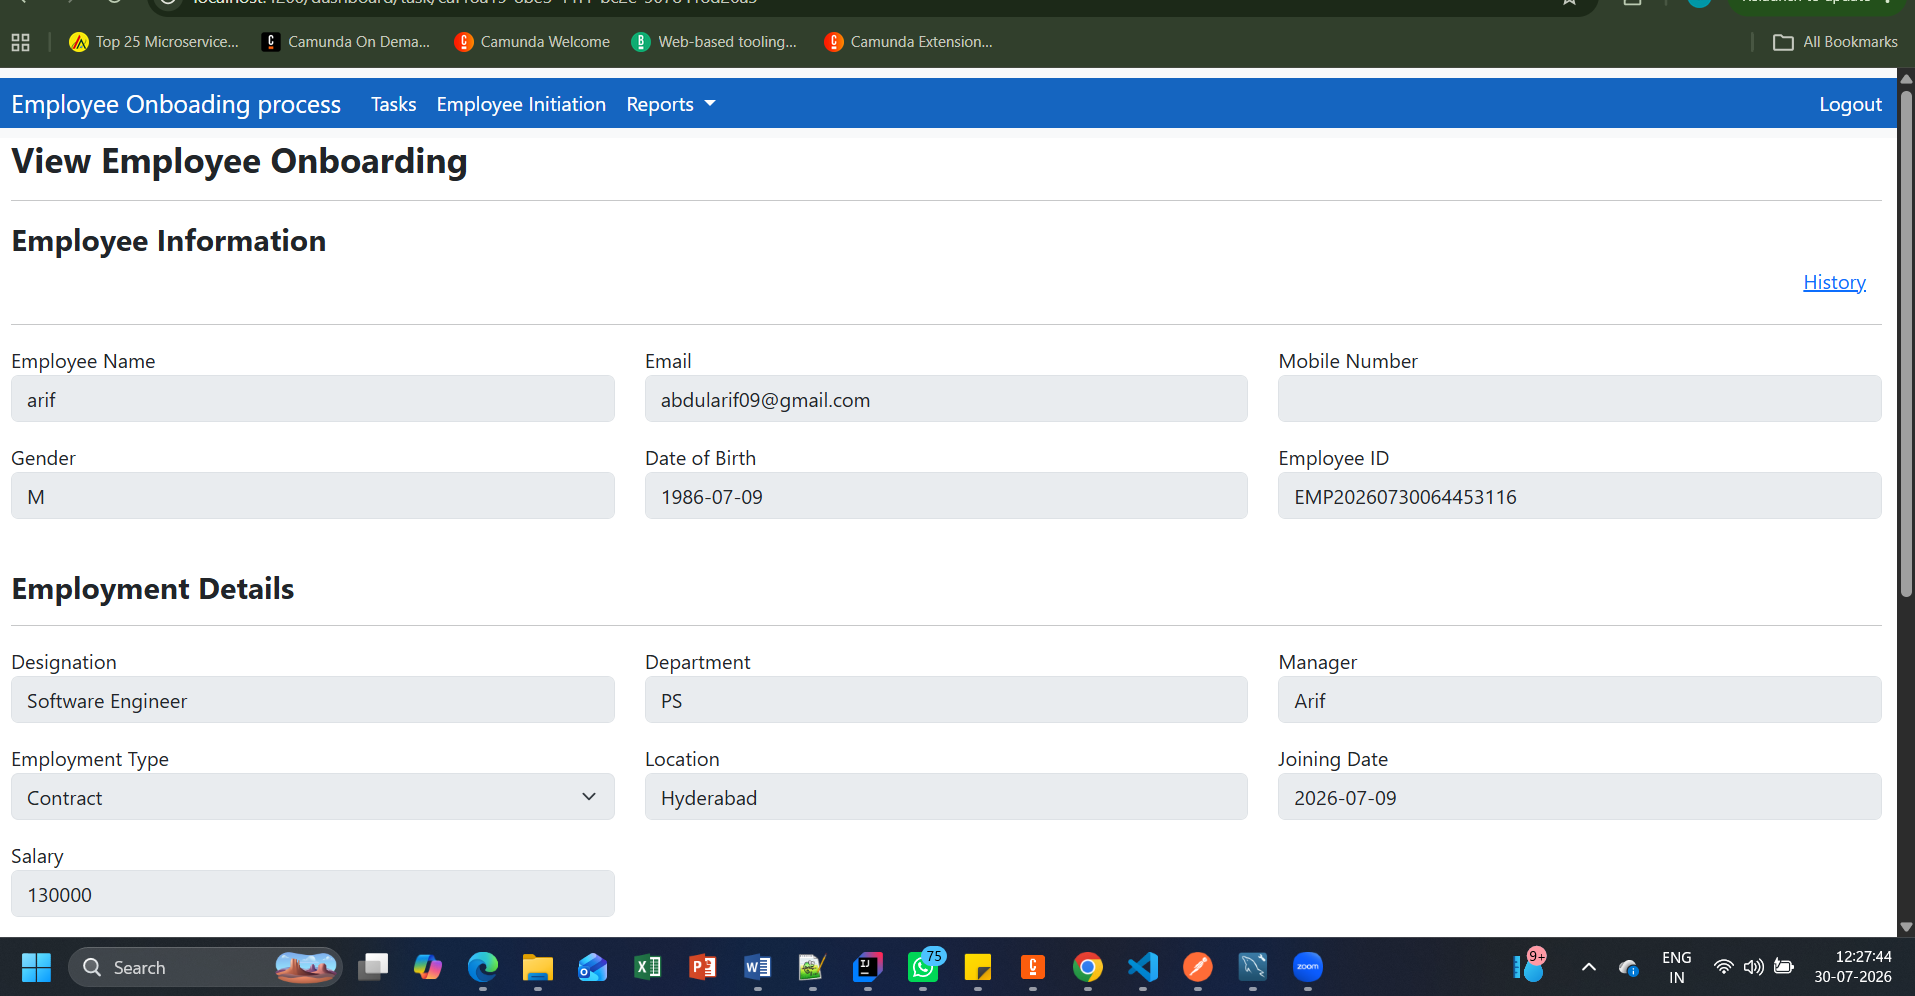 Top 25 Microservice... Camunda On Dema... Camunda Welcome Web-based tooling... Camunda Extension... All Bookmarks
Employee Onboading process Tasks Employee Initiation Reports Logout
View Employee Onboarding
Employee Information
History
Employee Name Email Mobile Number
arif abdularif09@gmail.com
Gender Date of Birth Employee ID
M 1986-07-09 EMP20260730064453116
Employment Details
Designation Department Manager
Software Engineer PS Arif
Employment Type Location Joining Date
Contract Hyderabad 2026-07-09
Salary
130000
Search 75 zoom 9+ ENG 12:27:44
IN 30-07-2026